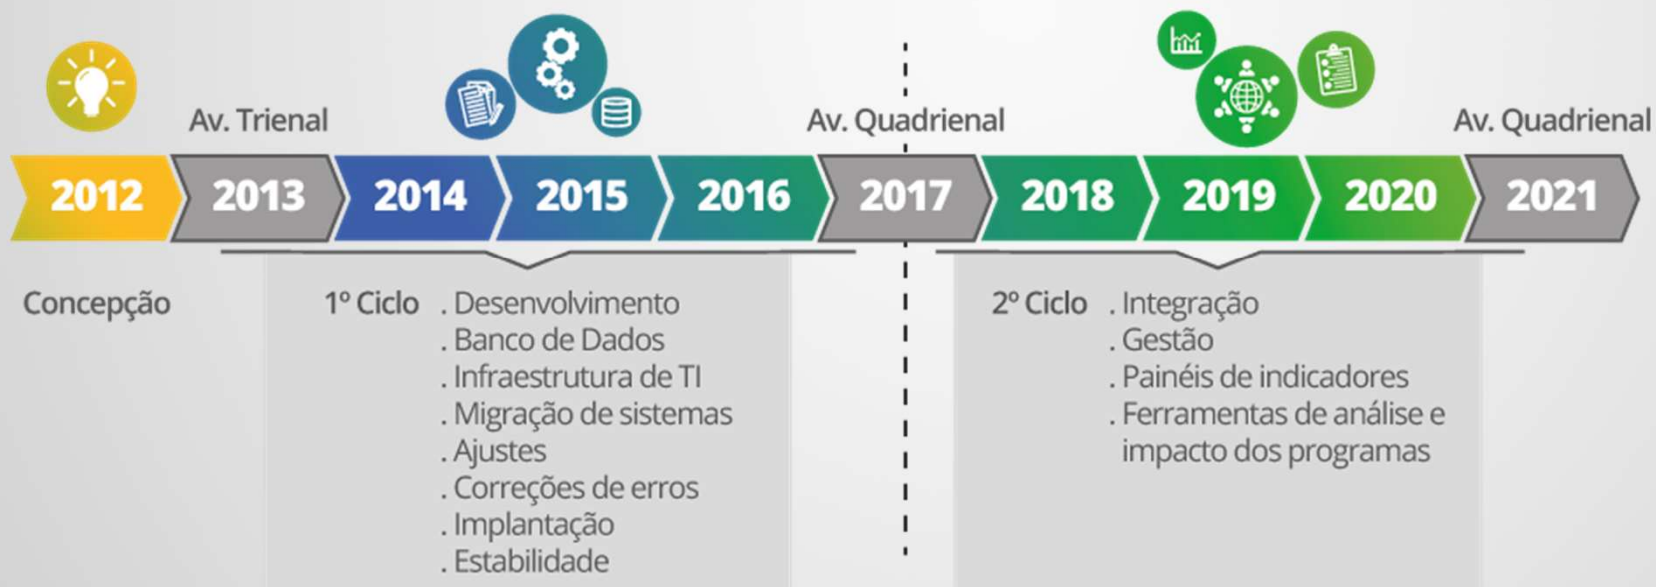 Av. Trienal
Av. Quadrienal
Av. Quadrienal
2012
2013
2014
2015
2016
2017
2018
2019
2020
2021
Concepção
1º Ciclo
. Desenvolvimento
. Banco de Dados
. Infraestrutura de TI
. Migração de sistemas
. Ajustes
. Correções de erros
. Implantação
. Estabilidade
2º Ciclo
. Integração
. Gestão
. Painéis de indicadores
. Ferramentas de análise e
impacto dos programas